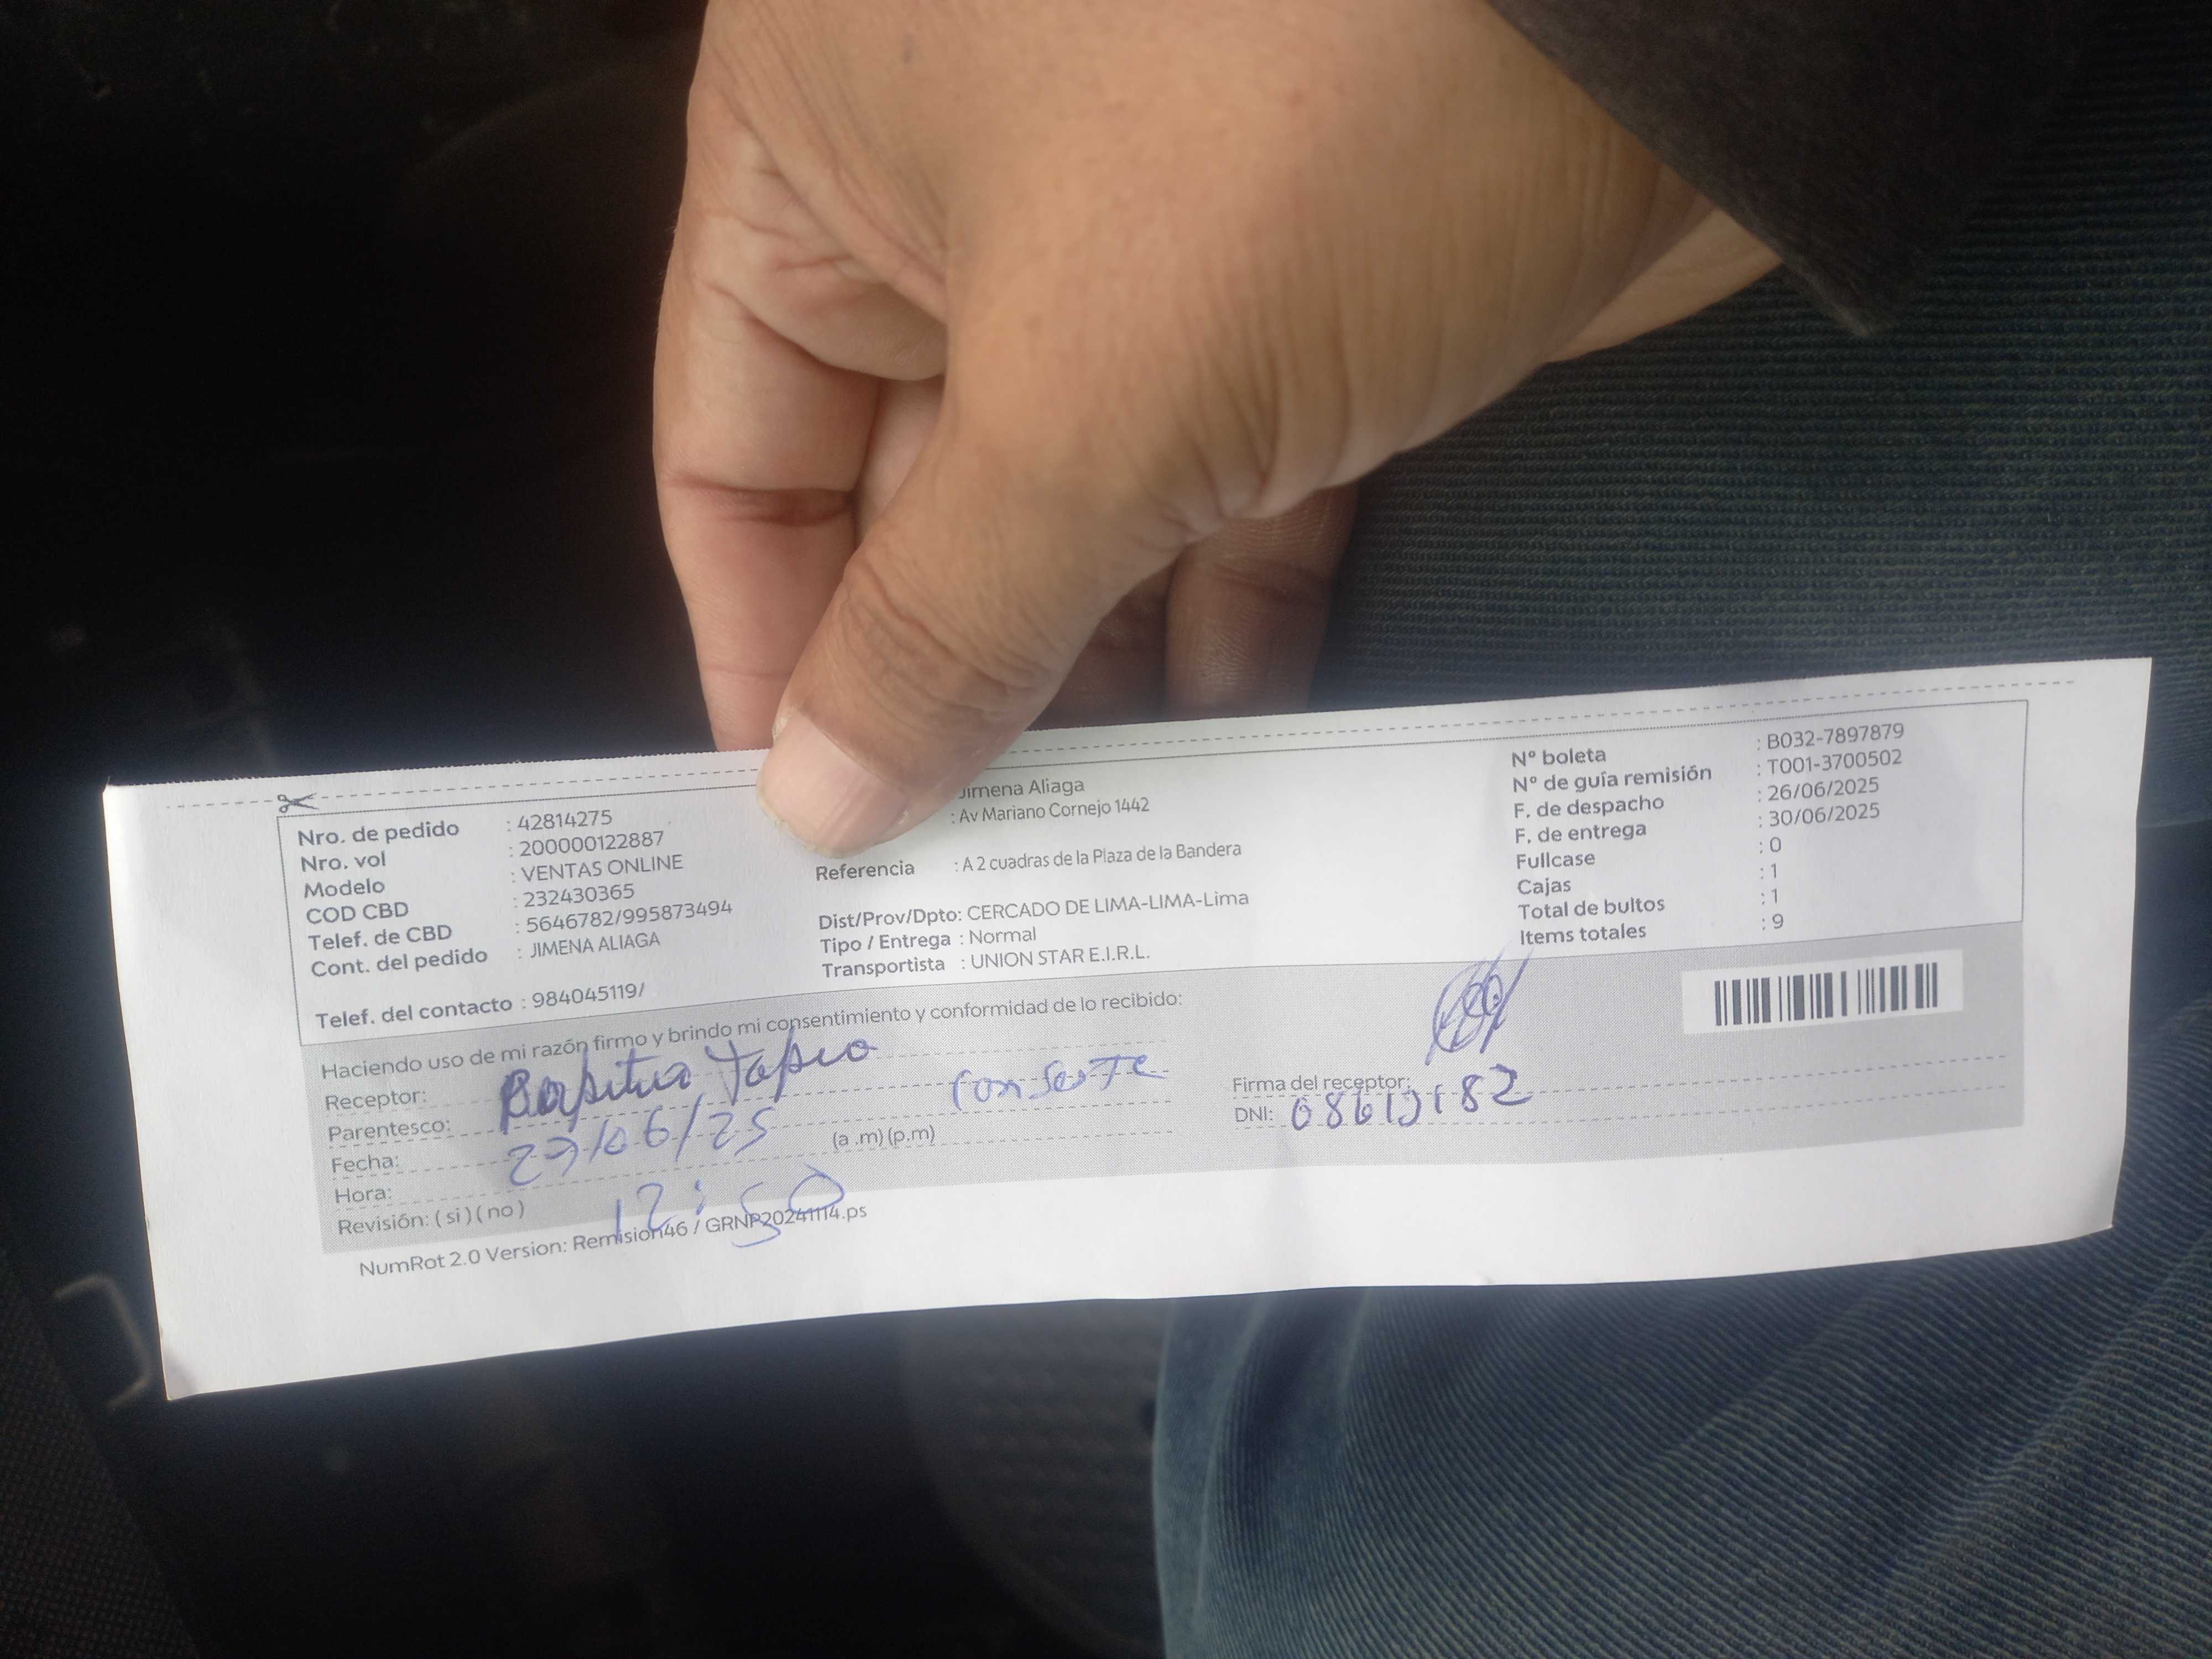 Nro. de pedido : 42814275
Nro. vol : 200000122887
Modelo : VENTAS ONLINE
COD CBD : 232430365
Telef. de CBD : 5646782/995873494
Cont. del pedido : JIMENA ALIAGA
Telef. del contacto : 984045119/
Jimena Aliaga
: Av Mariano Cornejo 1442
Referencia : A 2 cuadras de la Plaza de la Bandera
Dist/Prov/Dpto: CERCADO DE LIMA-LIMA-Lima
Tipo / Entrega : Normal
Transportista : UNION STAR E.I.R.L.
Nº boleta : B032-7897879
Nº de guía remisión : T001-3700502
F. de despacho : 26/06/2025
F. de entrega : 30/06/2025
Fullcase : 0
Cajas : 1
Total de bultos : 1
Items totales : 9
Haciendo uso de mi razón firmo y brindo mi consentimiento y conformidad de lo recibido:
Receptor:
Parentesco:
Fecha: /06/25
Hora: 12:50 (a .m) (p.m)
Revisión: ( si ) ( no )
Firma del receptor:
DNI:
NumRot 2.0 Version: Remision46 / GRNP20241114.ps